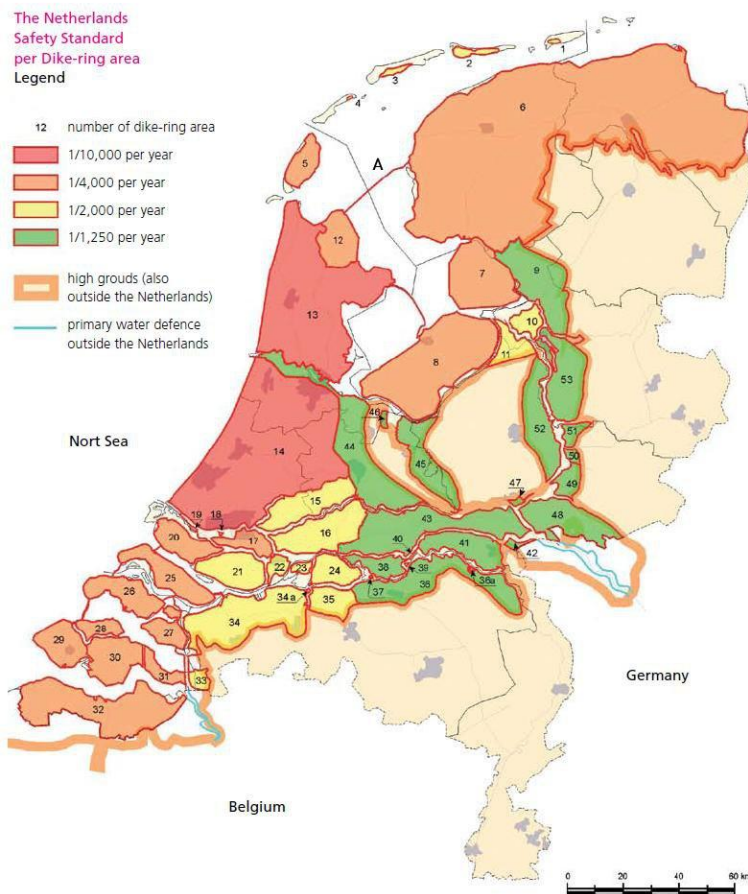 The Netherlands
Safety Standard
per Dike-ring area
Legend
12 number of dike-ring area
1/10,000 per year
1/4,000 per year
1/2,000 per year
1/1,250 per year
high grouds (also
outside the Netherlands)
primary water defence
outside the Netherlands
1
2
3
4
5
6
A
12
7
9
13
10
11
8
53
46
44
52
51
45
50
14
47
49
15
48
19 18
16
43
20
17
40
41
42
21
22
23
24
38
39
25
36
36a
37
26
34a
35
34
28
27
29
30
31
33
32
Nort Sea
Germany
Belgium
0 20 40 60 km